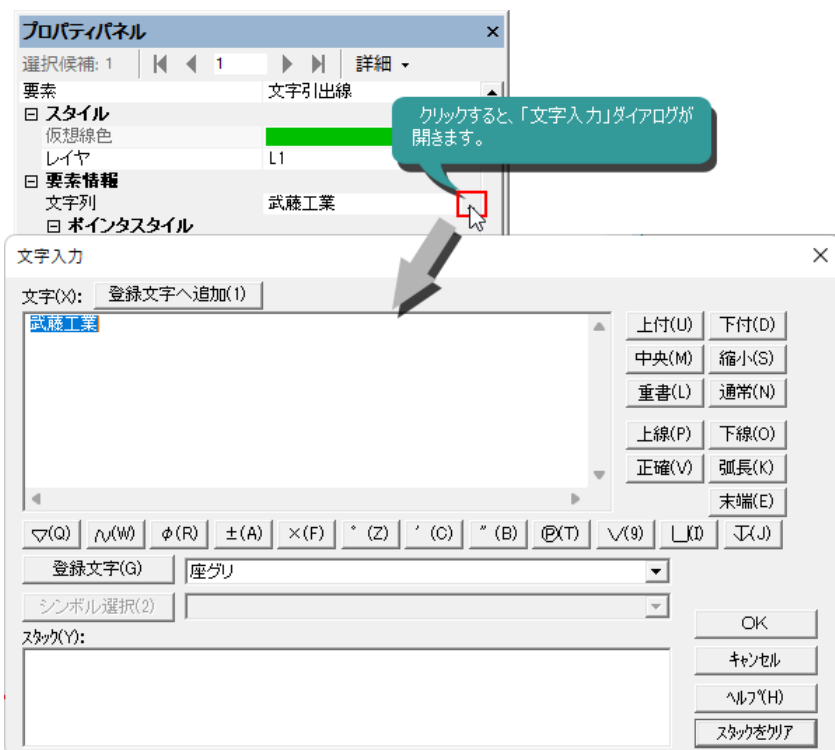 プロパティパネル
選択候補: 1 1 詳細
要素 文字引出線
スタイル
仮想線色
レイヤ L1
要素情報
文字列 武藤工業
ポインタスタイル
クリックすると、「文字入力」ダイアログが
開きます。
文字入力
文字(X): 登録文字へ追加(1)
武藤工業
上付(U) 下付(D)
中央(M) 縮小(S)
重書(L) 通常(N)
上線(P) 下線(O)
正確(V) 弧長(K)
末端(E)
▽(Q) ∿(W) φ(R) ±(A) ×(F) °(Z) ′(C) ″(B) Ⓟ(T) ∨(9) ⎵(I) ↧(J)
登録文字(G) 座グリ
シンボル選択(2)
スタック(Y):
OK
キャンセル
ヘルプ(H)
スタックをクリア